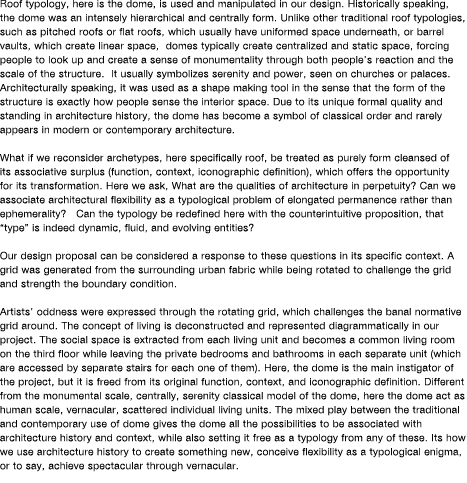 Roof typology, here is the dome, is used and manipulated in our design. Historically speaking,
the dome was an intensely hierarchical and centrally form. Unlike other traditional roof typologies,
such as pitched roofs or flat roofs, which usually have uniformed space underneath, or barrel
vaults, which create linear space,  domes typically create centralized and static space, forcing
people to look up and create a sense of monumentality through both people's reaction and the
scale of the structure.  It usually symbolizes serenity and power, seen on churches or palaces.
Architecturally speaking, it was used as a shape making tool in the sense that the form of the
structure is exactly how people sense the interior space. Due to its unique formal quality and
standing in architecture history, the dome has become a symbol of classical order and rarely
appears in modern or contemporary architecture.

What if we reconsider archetypes, here specifically roof, be treated as purely form cleansed of
its associative surplus (function, context, iconographic definition), which offers the opportunity
for its transformation. Here we ask, What are the qualities of architecture in perpetuity? Can we
associate architectural flexibility as a typological problem of elongated permanence rather than
ephemerality?   Can the typology be redefined here with the counterintuitive proposition, that
"type" is indeed dynamic, fluid, and evolving entities?

Our design proposal can be considered a response to these questions in its specific context. A
grid was generated from the surrounding urban fabric while being rotated to challenge the grid
and strength the boundary condition.

Artists' oddness were expressed through the rotating grid, which challenges the banal normative
grid around. The concept of living is deconstructed and represented diagrammatically in our
project. The social space is extracted from each living unit and becomes a common living room
on the third floor while leaving the private bedrooms and bathrooms in each separate unit (which
are accessed by separate stairs for each one of them). Here, the dome is the main instigator of
the project, but it is freed from its original function, context, and iconographic definition. Different
from the monumental scale, centrally, serenity classical model of the dome, here the dome act as
human scale, vernacular, scattered individual living units. The mixed play between the traditional
and contemporary use of dome gives the dome all the possibilities to be associated with
architecture history and context, while also setting it free as a typology from any of these. Its how
we use architecture history to create something new, conceive flexibility as a typological enigma,
or to say, achieve spectacular through vernacular.